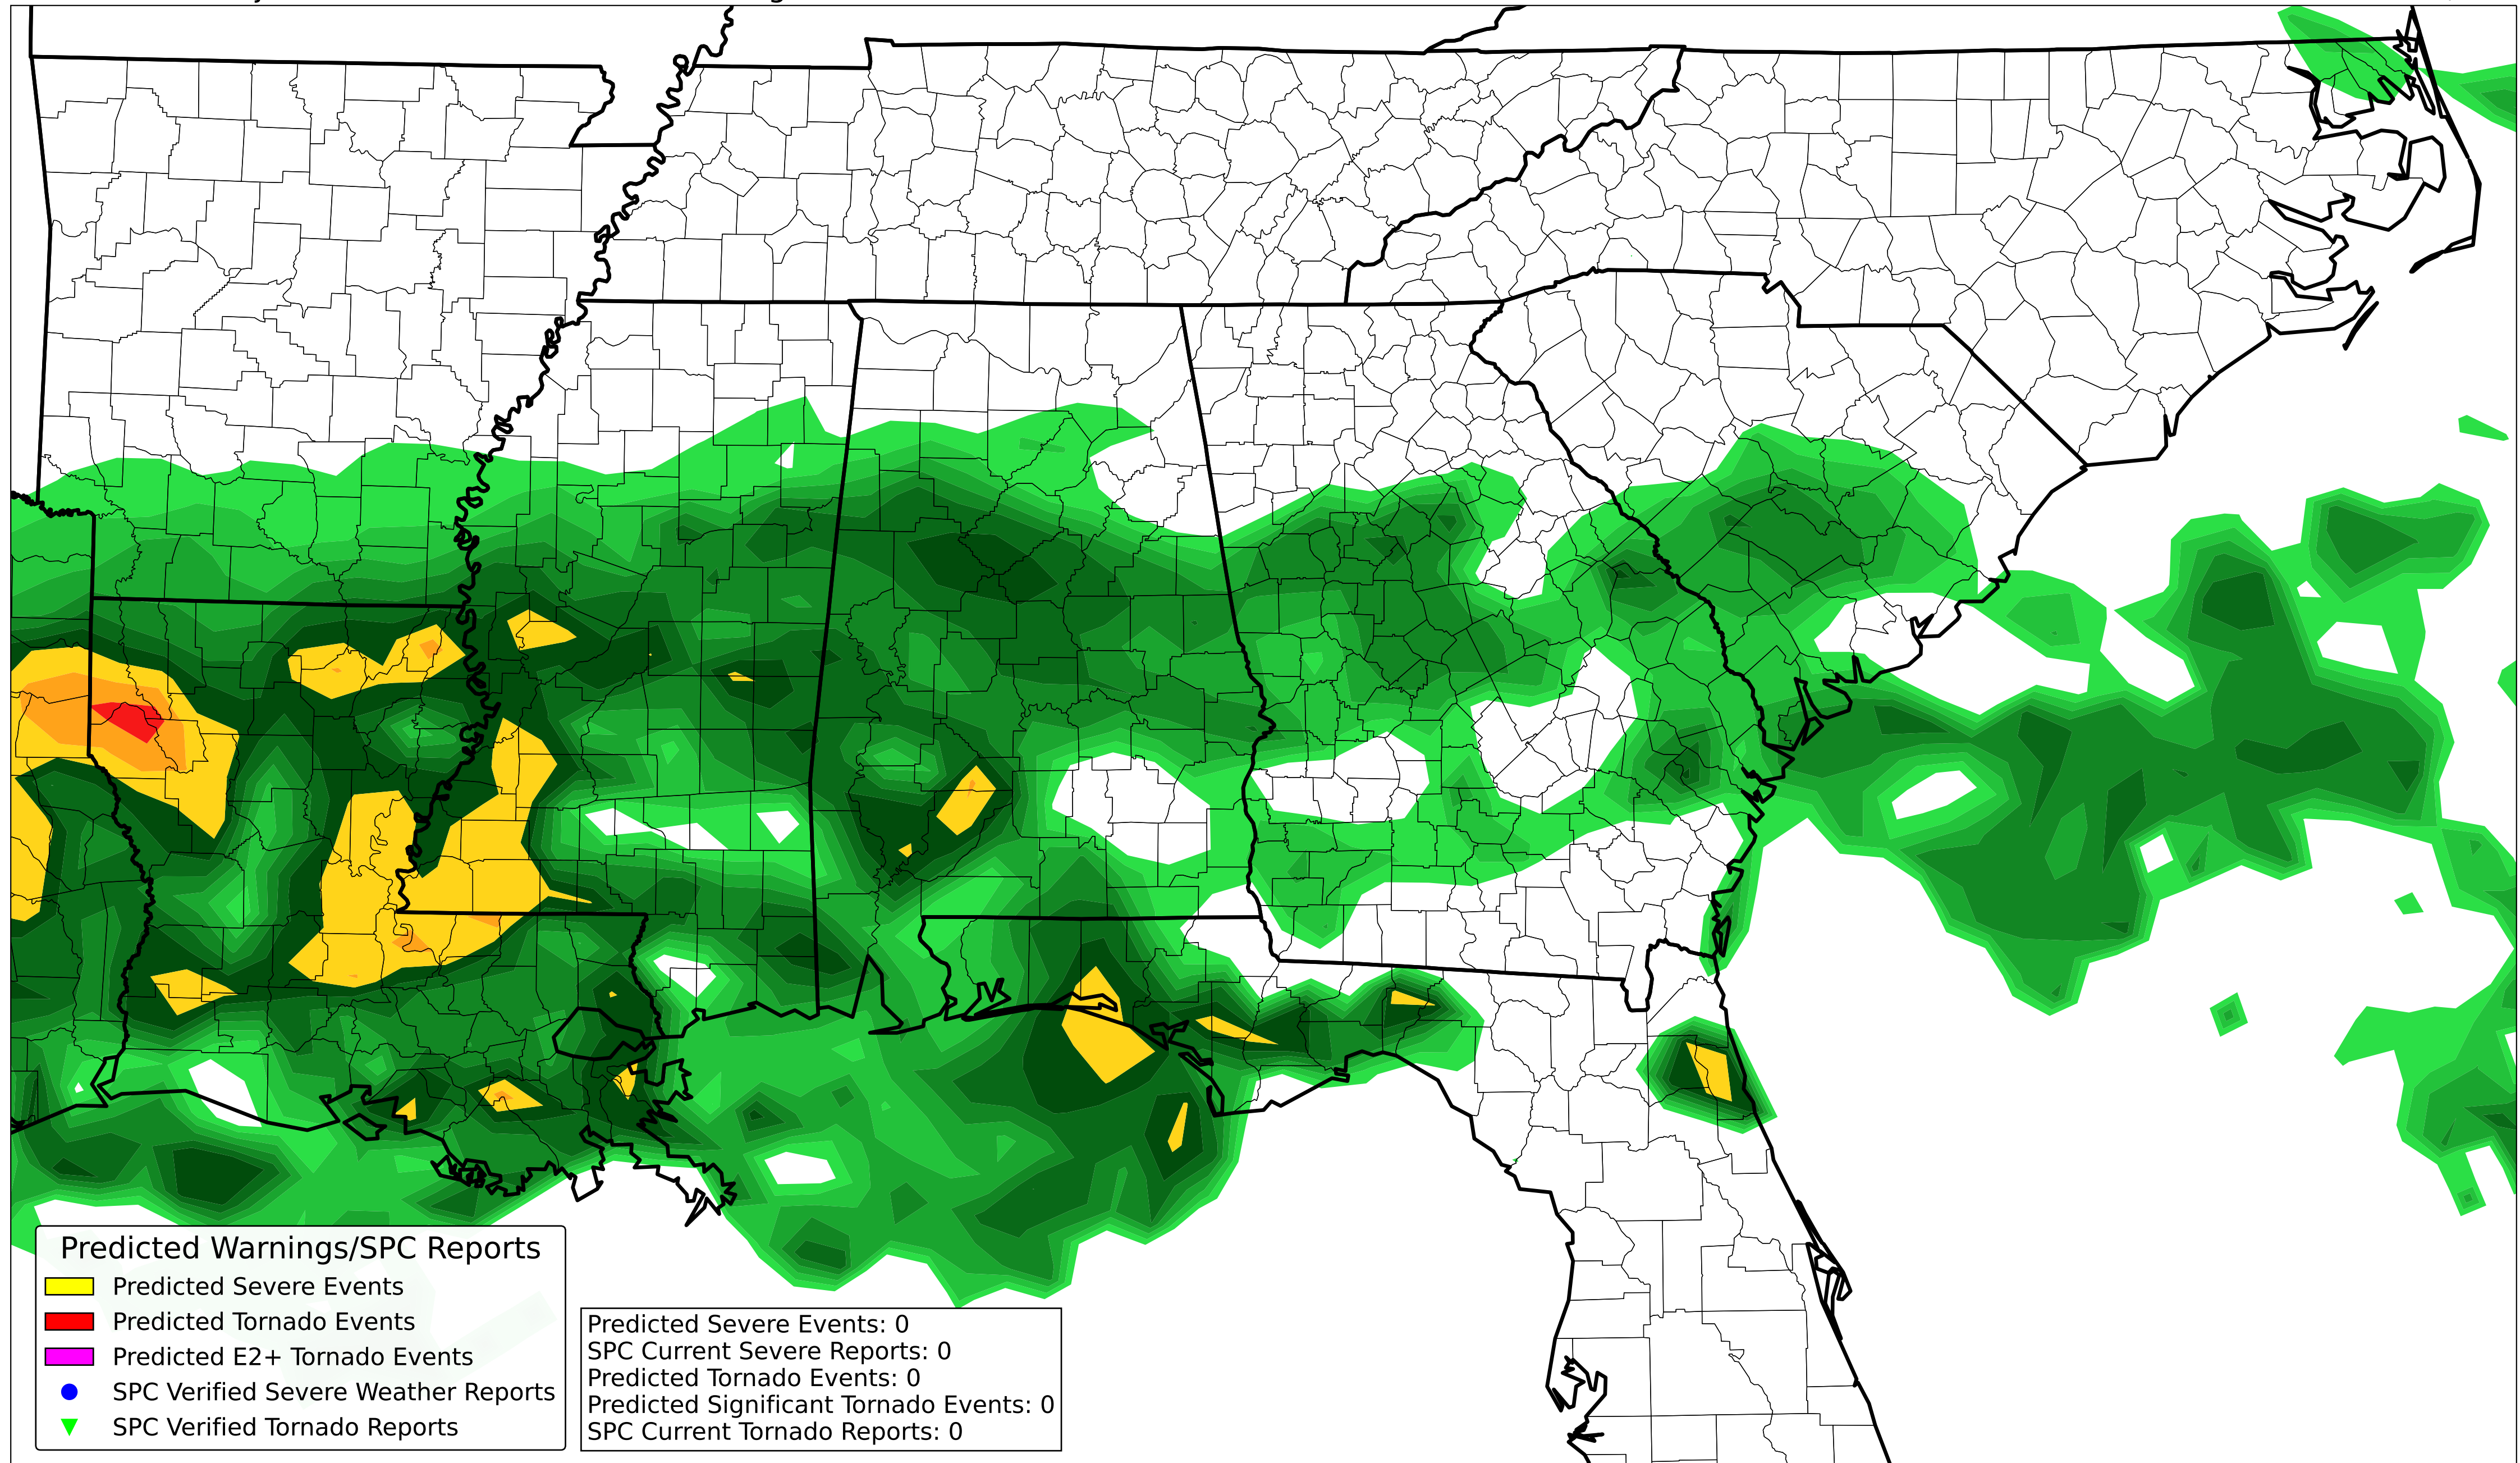 Predicted Warnings/SPC Reports
Predicted Severe Events
Predicted Tornado Events
Predicted E2+ Tornado Events
SPC Verified Severe Weather Reports
SPC Verified Tornado Reports
Predicted Severe Events: 0
SPC Current Severe Reports: 0
Predicted Tornado Events: 0
Predicted Significant Tornado Events: 0
SPC Current Tornado Reports: 0